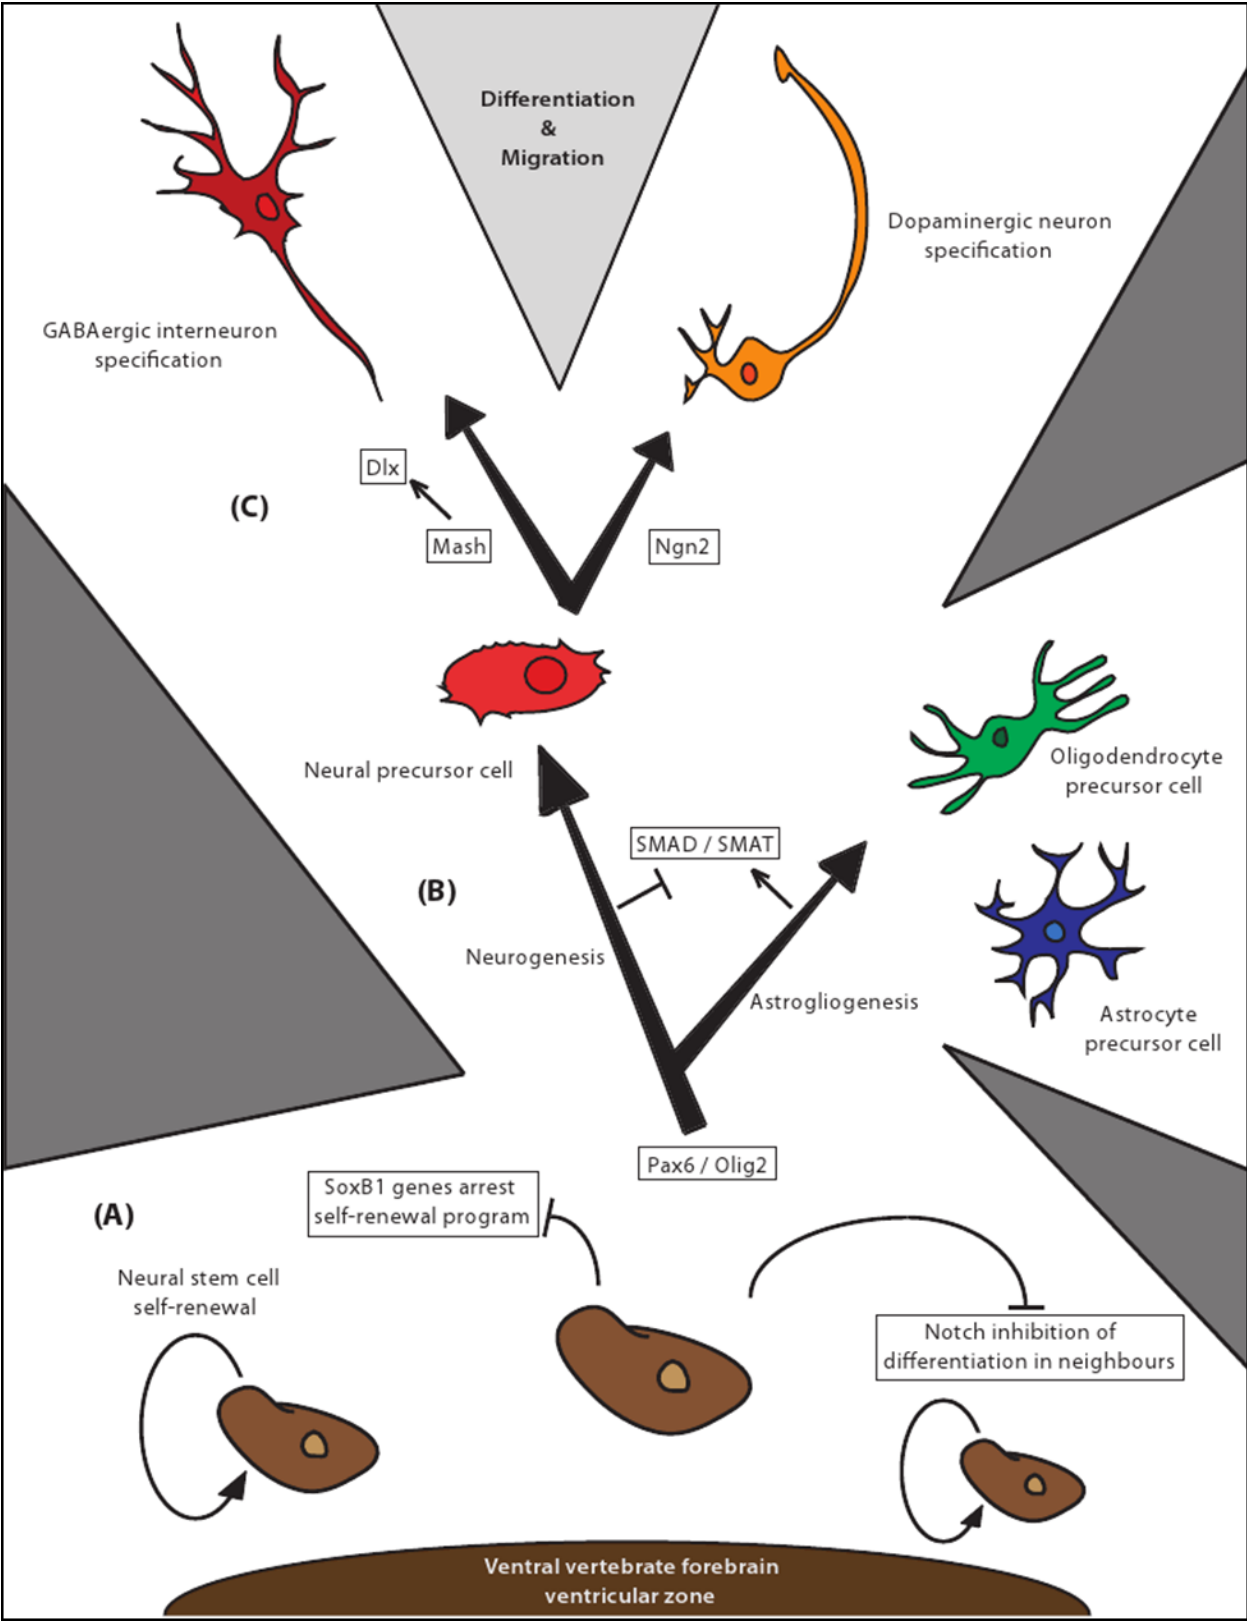 Differentiation
&
Migration
Dopaminergic neuron
specification
GABAergic interneuron
specification
Dlx
(C)
Mash
Ngn2
Neural precursor cell
Oligodendrocyte
precursor cell
SMAD / SMAT
(B)
Neurogenesis
Astrogliogenesis
Astrocyte
precursor cell
Pax6 / Olig2
SoxB1 genes arrest
self-renewal program
(A)
Neural stem cell
self-renewal
Notch inhibition of
differentiation in neighbours
Ventral vertebrate forebrain
ventricular zone